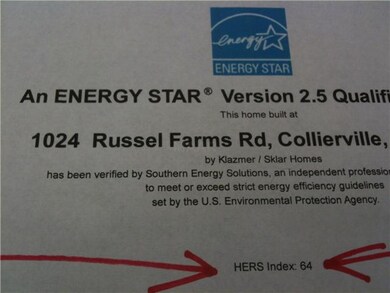 energy
ENERGY STAR
An ENERGY STAR® Version 2.5 Qualifi
This home built at
1024 Russel Farms Rd, Collierville,
by Klazmer / Sklar Homes
has been verified by Southern Energy Solutions, an independent professio
to meet or exceed strict energy efficiency guidelines
set by the U.S. Environmental Protection Agency.
HERS Index: 64